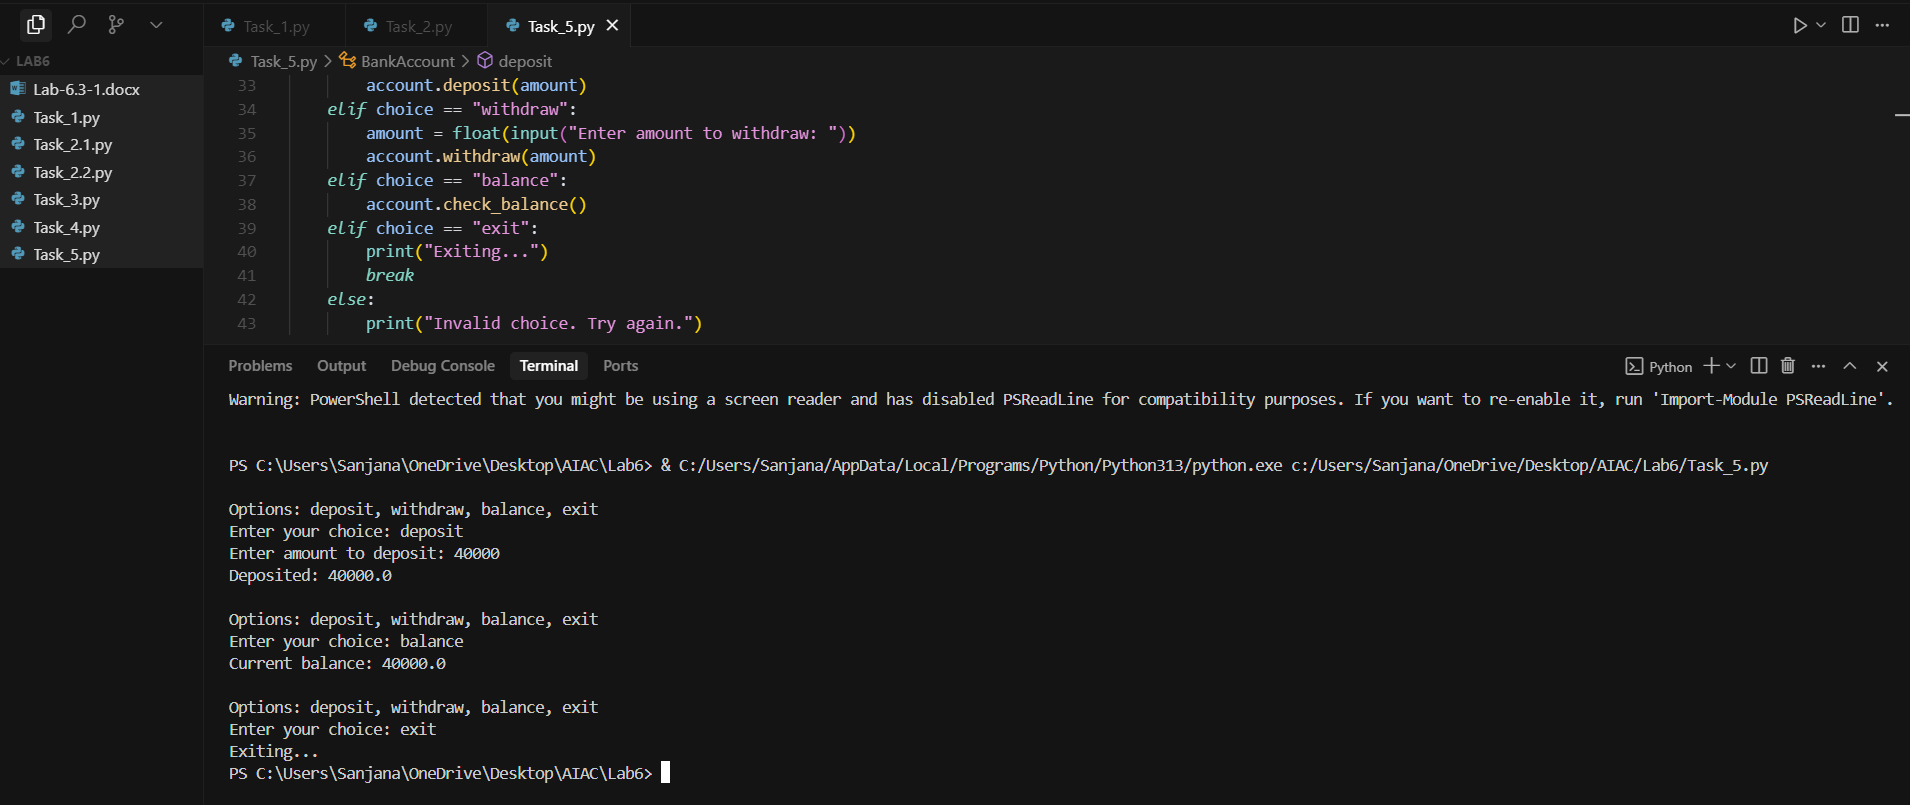 Task_1.py
Task_2.py
Task_5.py
LAB6
Lab-6.3-1.docx
Task_1.py
Task_2.1.py
Task_2.2.py
Task_3.py
Task_4.py
Task_5.py
Task_5.py > BankAccount > deposit
33 account.deposit(amount)
34 elif choice == "withdraw":
35 amount = float(input("Enter amount to withdraw: "))
36 account.withdraw(amount)
37 elif choice == "balance":
38 account.check_balance()
39 elif choice == "exit":
40 print("Exiting...")
41 break
42 else:
43 print("Invalid choice. Try again.")
Problems Output Debug Console Terminal Ports
Python
Warning: PowerShell detected that you might be using a screen reader and has disabled PSReadLine for compatibility purposes. If you want to re-enable it, run 'Import-Module PSReadLine'.
PS C:\Users\Sanjana\OneDrive\Desktop\AIAC\Lab6> & C:/Users/Sanjana/AppData/Local/Programs/Python/Python313/python.exe c:/Users/Sanjana/OneDrive/Desktop/AIAC/Lab6/Task_5.py
Options: deposit, withdraw, balance, exit
Enter your choice: deposit
Enter amount to deposit: 40000
Deposited: 40000.0
Options: deposit, withdraw, balance, exit
Enter your choice: balance
Current balance: 40000.0
Options: deposit, withdraw, balance, exit
Enter your choice: exit
Exiting...
PS C:\Users\Sanjana\OneDrive\Desktop\AIAC\Lab6>